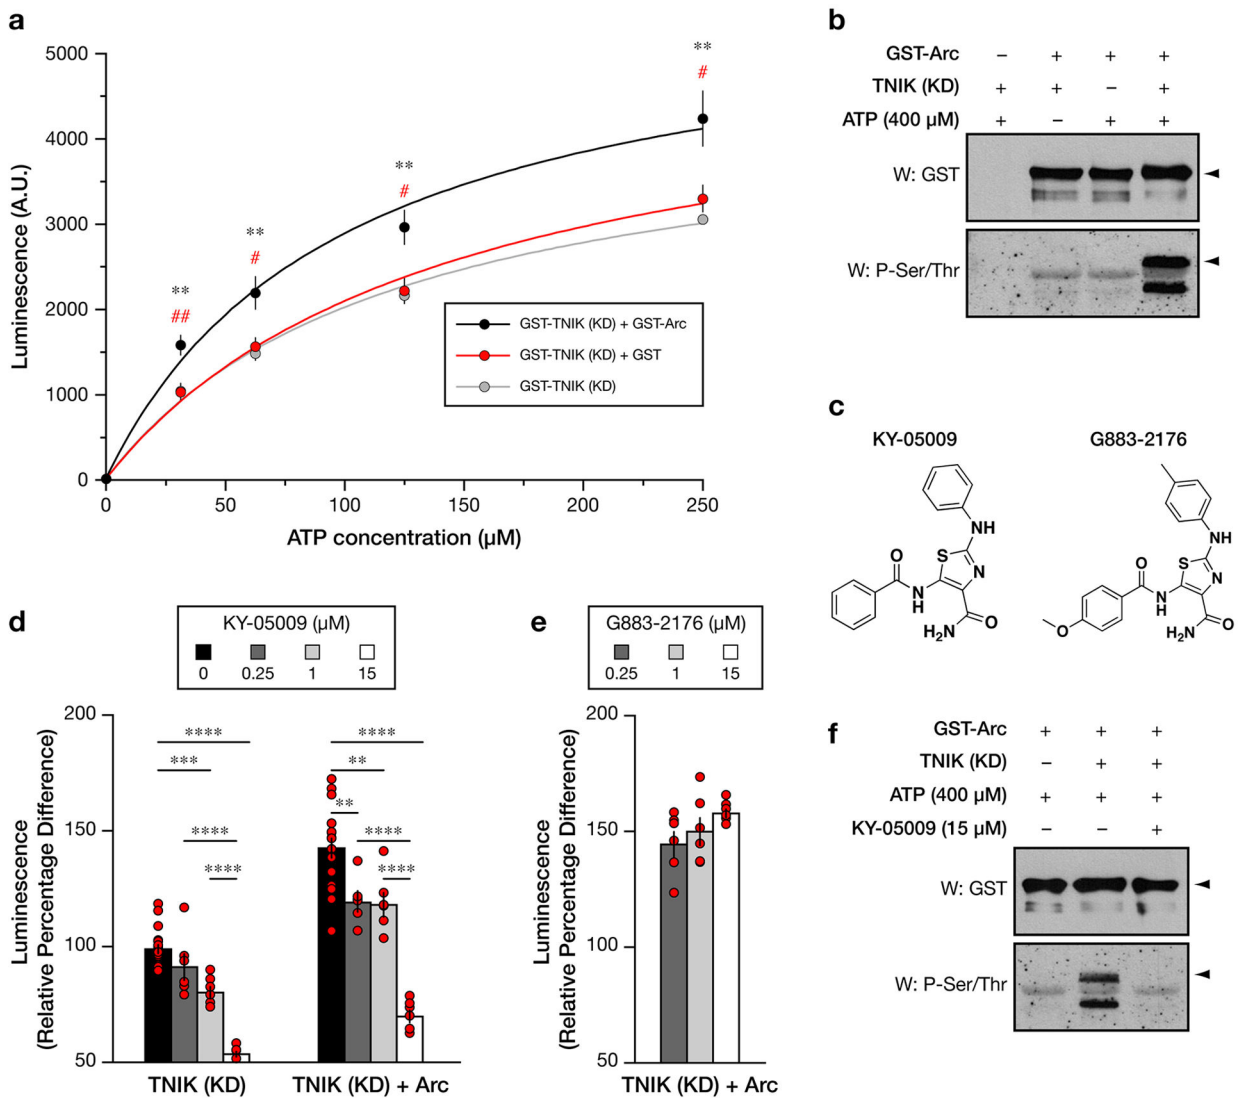 a
5000
4000
3000
2000
1000
0
Luminescence (A.U.)
0 50 100 150 200 250
ATP concentration (µM)
** ## ** # ** # ** #
GST-TNIK (KD) + GST-Arc
GST-TNIK (KD) + GST
GST-TNIK (KD)
b
GST-Arc − + + +
TNIK (KD) + + − +
ATP (400 µM) + − + +
W: GST
W: P-Ser/Thr
c
KY-05009
NH
S
N
O
N
H
H₂N
O
G883-2176
NH
S
N
O
N
H
O
H₂N
O
d
KY-05009 (µM)
0 0.25 1 15
200
150
100
50
Luminescence
(Relative Percentage Difference)
****
***
****
****
****
**
**
****
****
TNIK (KD) TNIK (KD) + Arc
e
G883-2176 (µM)
0.25 1 15
200
150
100
50
Luminescence
(Relative Percentage Difference)
TNIK (KD) + Arc
f
GST-Arc + + +
TNIK (KD) − + +
ATP (400 µM) + + +
KY-05009 (15 µM) − − +
W: GST
W: P-Ser/Thr